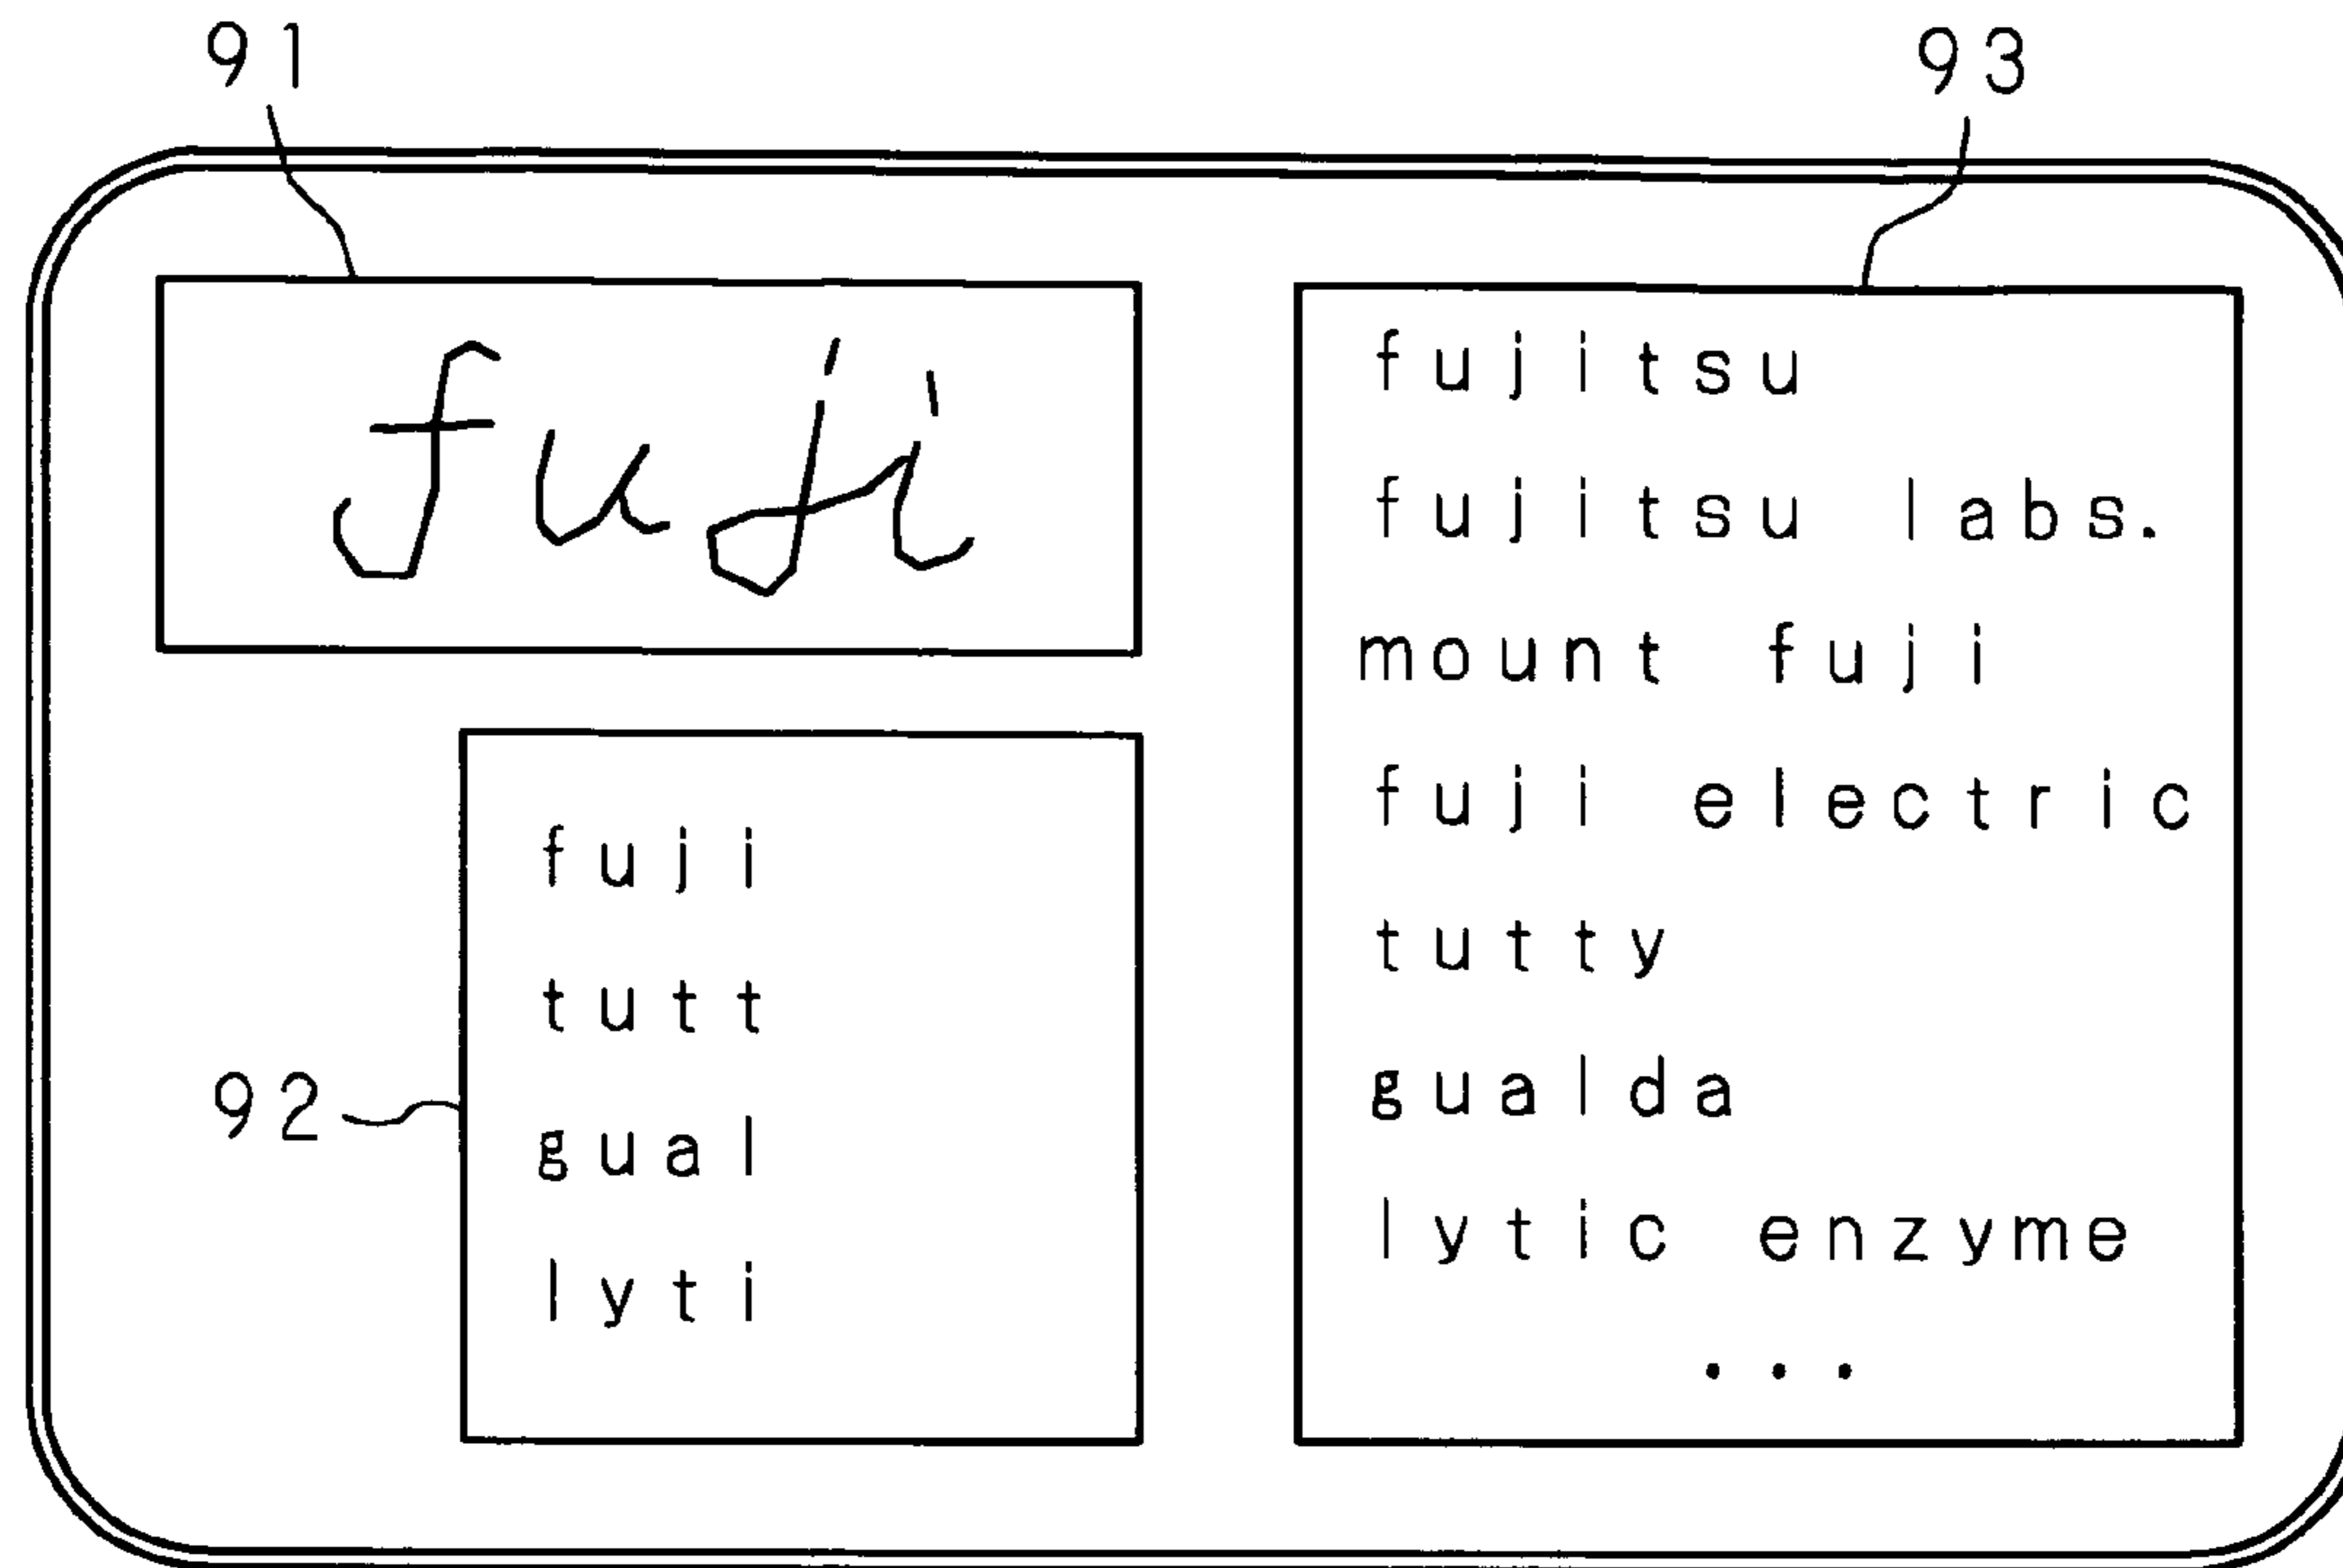 91
93
fuji
fuji
tutt
gual
lyti
92
fujitsu
fujitsu labs.
mount fuji
fuji electric
tutty
gualda
lytic enzyme
...